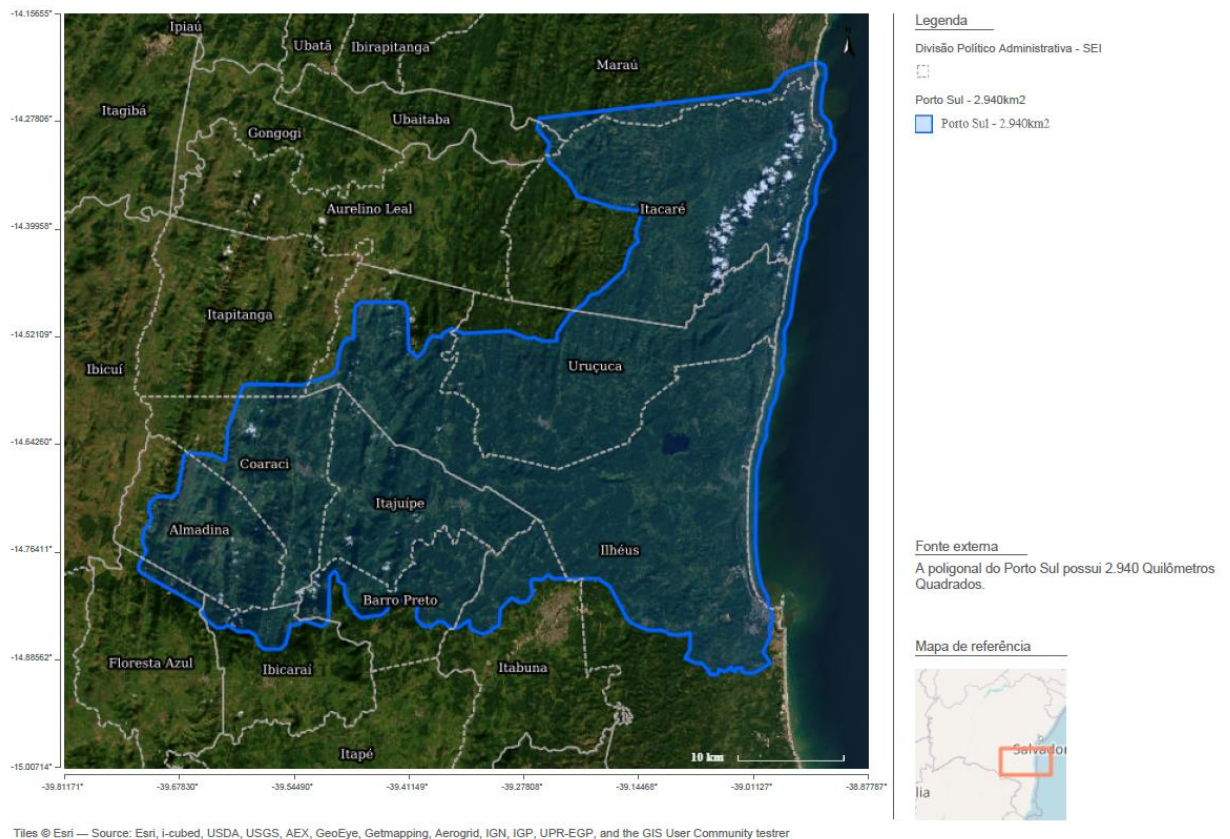 -14.15655
-14.27806
-14.39958
-14.52109
-14.64260
-14.76411
-14.88562
-15.00714
-39.81171
-39.67830
-39.54490
-39.41149
-39.27808
-39.14468
-39.01127
-38.87787
Ipiaú
Ubatã
Ibirapitanga
Maraú
Itagibá
Ubaitaba
Gongogi
Aurelino Leal
Itacaré
Itapitanga
Ibicuí
Uruçuca
Coaraci
Itajuípe
Almadina
Ilhéus
Barro Preto
Floresta Azul
Ibicaraí
Itabuna
Itapé
10 km
Legenda
Divisão Político Administrativa - SEI
Porto Sul - 2.940km2
Porto Sul - 2.940km2
Fonte externa
A poligonal do Porto Sul possui 2.940 Quilômetros
Quadrados.
Mapa de referência
Salvador
lia
Tiles © Esri — Source: Esri, i-cubed, USDA, USGS, AEX, GeoEye, Getmapping, Aerogrid, IGN, IGP, UPR-EGP, and the GIS User Community testrer